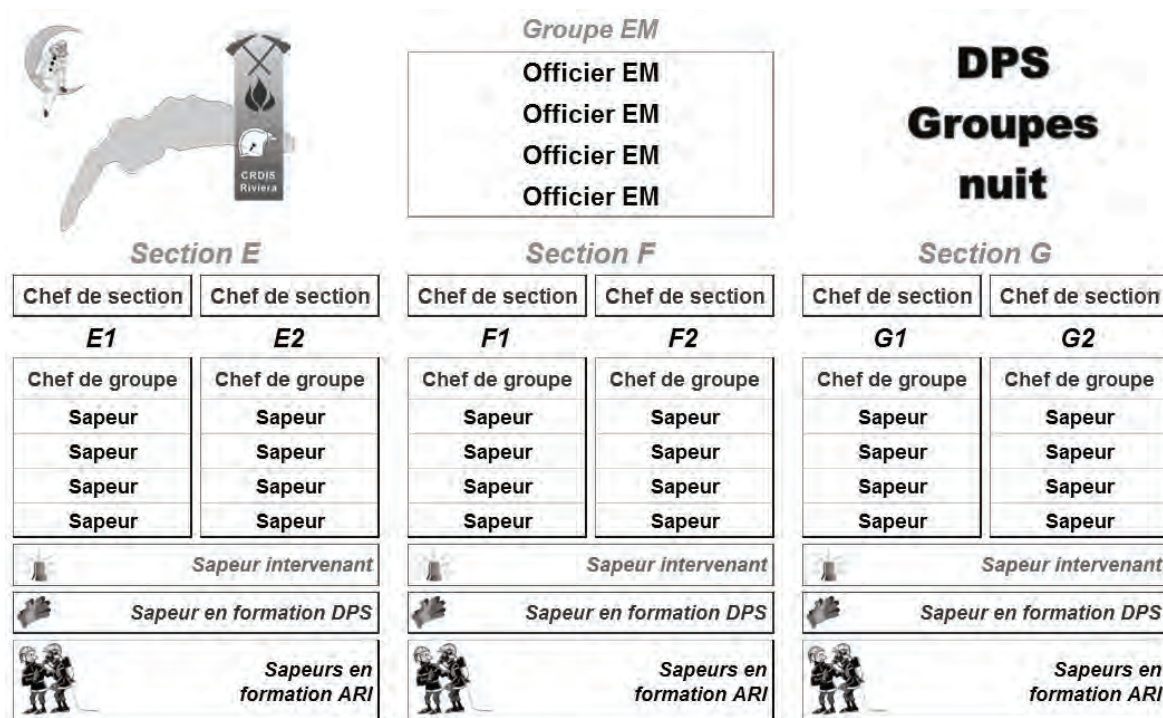 CRDIS
Riviera
Groupe EM
Officier EM
Officier EM
Officier EM
Officier EM
DPS
Groupes
nuit
Section E
Chef de section Chef de section
E1 E2
Chef de groupe Chef de groupe
Sapeur Sapeur
Sapeur Sapeur
Sapeur Sapeur
Sapeur Sapeur
Sapeur intervenant
Sapeur en formation DPS
Sapeurs en
formation ARI
Section F
Chef de section Chef de section
F1 F2
Chef de groupe Chef de groupe
Sapeur Sapeur
Sapeur Sapeur
Sapeur Sapeur
Sapeur Sapeur
Sapeur intervenant
Sapeur en formation DPS
Sapeurs en
formation ARI
Section G
Chef de section Chef de section
G1 G2
Chef de groupe Chef de groupe
Sapeur Sapeur
Sapeur Sapeur
Sapeur Sapeur
Sapeur Sapeur
Sapeur intervenant
Sapeur en formation DPS
Sapeurs en
formation ARI